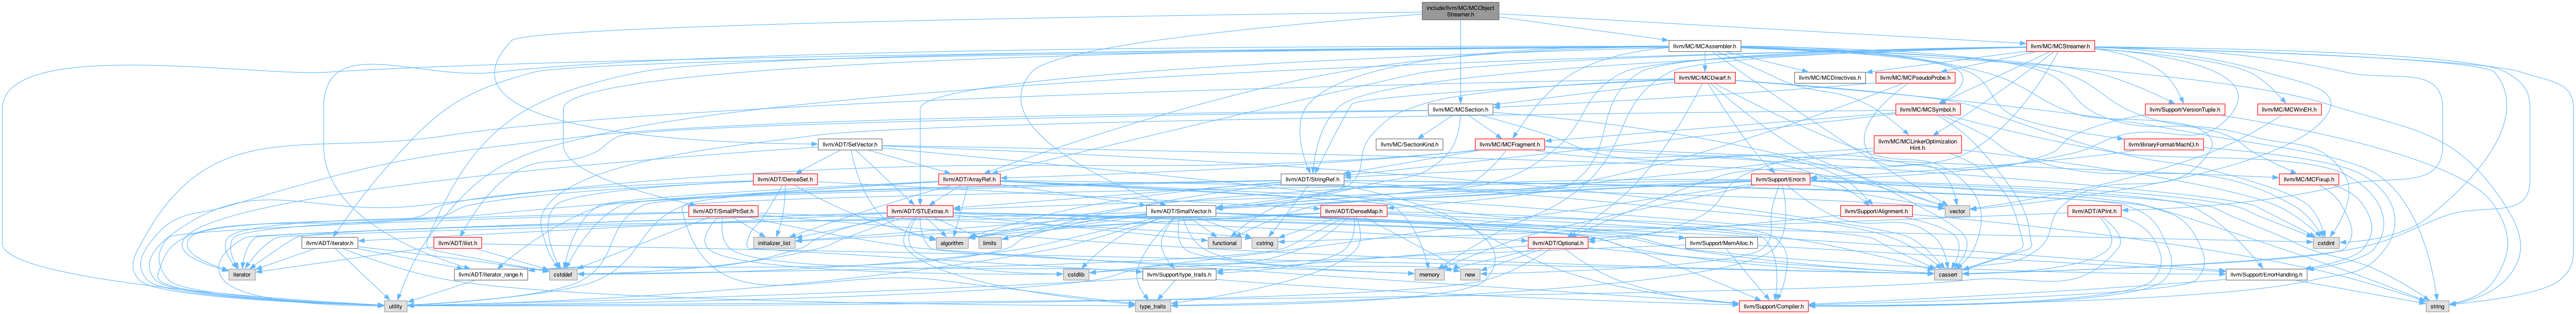 include/llvm/MC/MCObject
Streamer.h
llvm/MC/MCAssembler.h
llvm/MC/MCStreamer.h
llvm/MC/MCDwarf.h
llvm/MC/MCDirectives.h
llvm/MC/MCPseudoProbe.h
llvm/MC/MCSection.h
llvm/MC/MCSymbol.h
llvm/Support/VersionTuple.h
llvm/MC/MCWinEH.h
llvm/ADT/SetVector.h
llvm/MC/SectionKind.h
llvm/MC/MCFragment.h
llvm/MC/MCLinkerOptimization
Hint.h
llvm/BinaryFormat/MachO.h
llvm/ADT/DenseSet.h
llvm/ADT/ArrayRef.h
llvm/ADT/StringRef.h
llvm/Support/Error.h
llvm/MC/MCFixup.h
llvm/ADT/SmallPtrSet.h
llvm/ADT/STLExtras.h
llvm/ADT/SmallVector.h
llvm/ADT/DenseMap.h
llvm/Support/Alignment.h
vector
llvm/ADT/APInt.h
llvm/ADT/iterator.h
llvm/ADT/ilist.h
initializer_list
algorithm
limits
functional
cstring
llvm/ADT/Optional.h
llvm/Support/MemAlloc.h
cstdint
iterator
llvm/ADT/iterator_range.h
cstddef
cstdlib
llvm/Support/type_traits.h
memory
new
cassert
llvm/Support/ErrorHandling.h
utility
type_traits
llvm/Support/Compiler.h
string